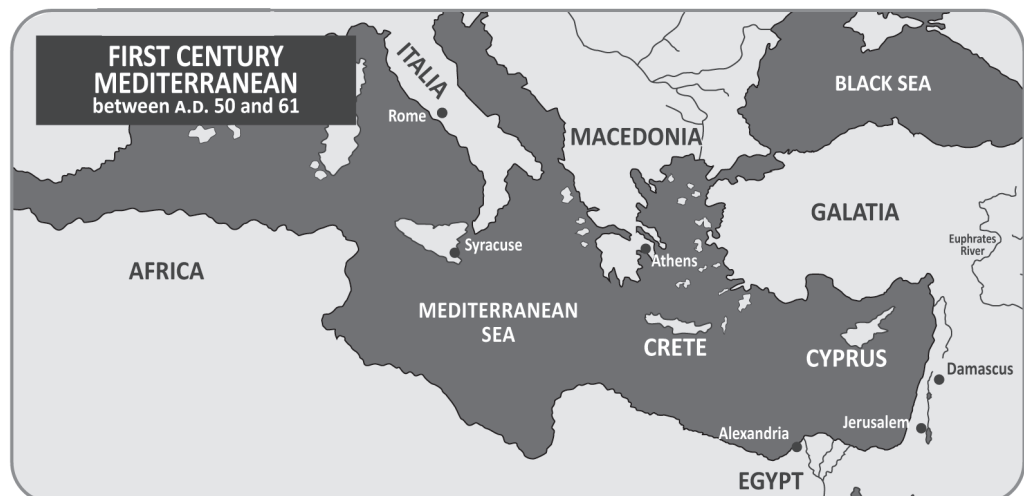 FIRST CENTURY
MEDITERRANEAN
between A.D. 50 and 61
ITALIA
Rome
BLACK SEA
MACEDONIA
GALATIA
Euphrates
River
Syracuse
Athens
AFRICA
MEDITERRANEAN
SEA
CRETE
CYPRUS
Damascus
Jerusalem
Alexandria
EGYPT